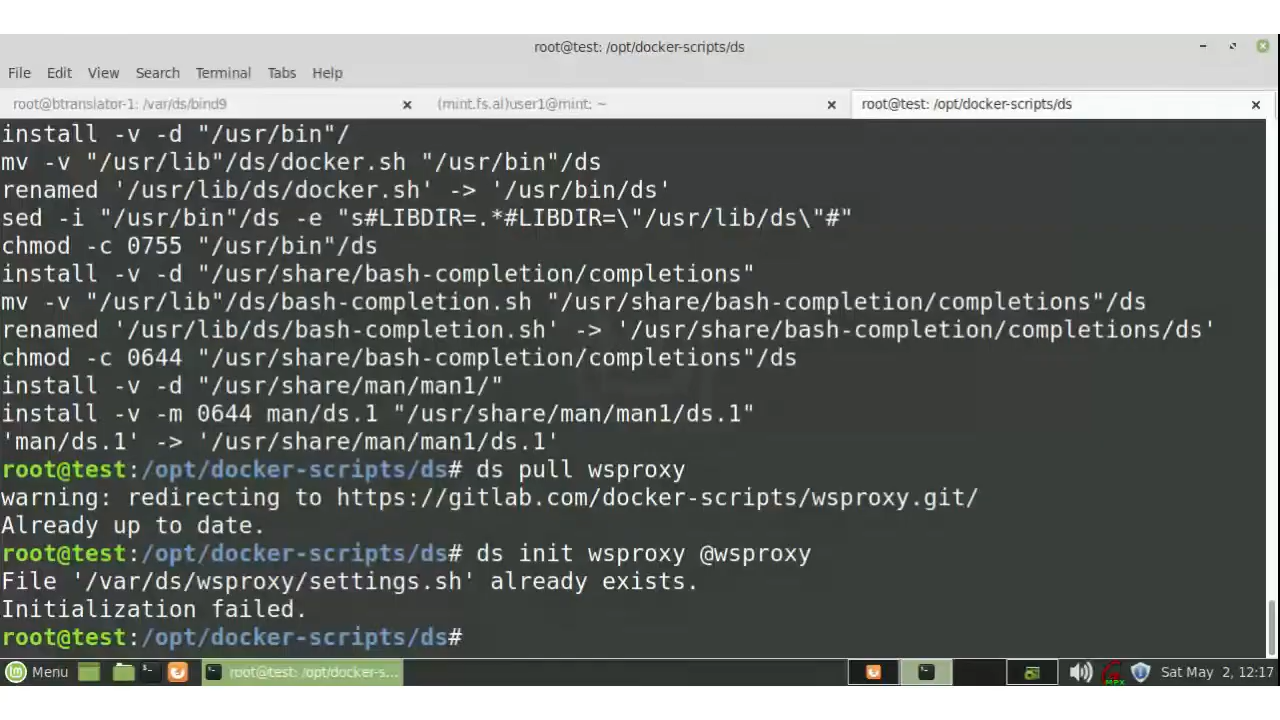 root@test: /opt/docker-scripts/ds
File Edit View Search Terminal Tabs Help
root@btranslator-1: /var/ds/bind9 × (mint.fs.al)user1@mint: ~ × root@test: /opt/docker-scripts/ds ×
install -v -d "/usr/bin"/
mv -v "/usr/lib"/ds/docker.sh "/usr/bin"/ds
renamed '/usr/lib/ds/docker.sh' -> '/usr/bin/ds'
sed -i "/usr/bin"/ds -e "s#LIBDIR=.*#LIBDIR=\"/usr/lib/ds\"#"
chmod -c 0755 "/usr/bin"/ds
install -v -d "/usr/share/bash-completion/completions"
mv -v "/usr/lib"/ds/bash-completion.sh "/usr/share/bash-completion/completions"/ds
renamed '/usr/lib/ds/bash-completion.sh' -> '/usr/share/bash-completion/completions/ds'
chmod -c 0644 "/usr/share/bash-completion/completions"/ds
install -v -d "/usr/share/man/man1/"
install -v -m 0644 man/ds.1 "/usr/share/man/man1/ds.1"
'man/ds.1' -> '/usr/share/man/man1/ds.1'
root@test:/opt/docker-scripts/ds# ds pull wsproxy
warning: redirecting to https://gitlab.com/docker-scripts/wsproxy.git/
Already up to date.
root@test:/opt/docker-scripts/ds# ds init wsproxy @wsproxy
File '/var/ds/wsproxy/settings.sh' already exists.
Initialization failed.
root@test:/opt/docker-scripts/ds#
Menu root@test: /opt/docker-s... MPX Sat May 2, 12:17